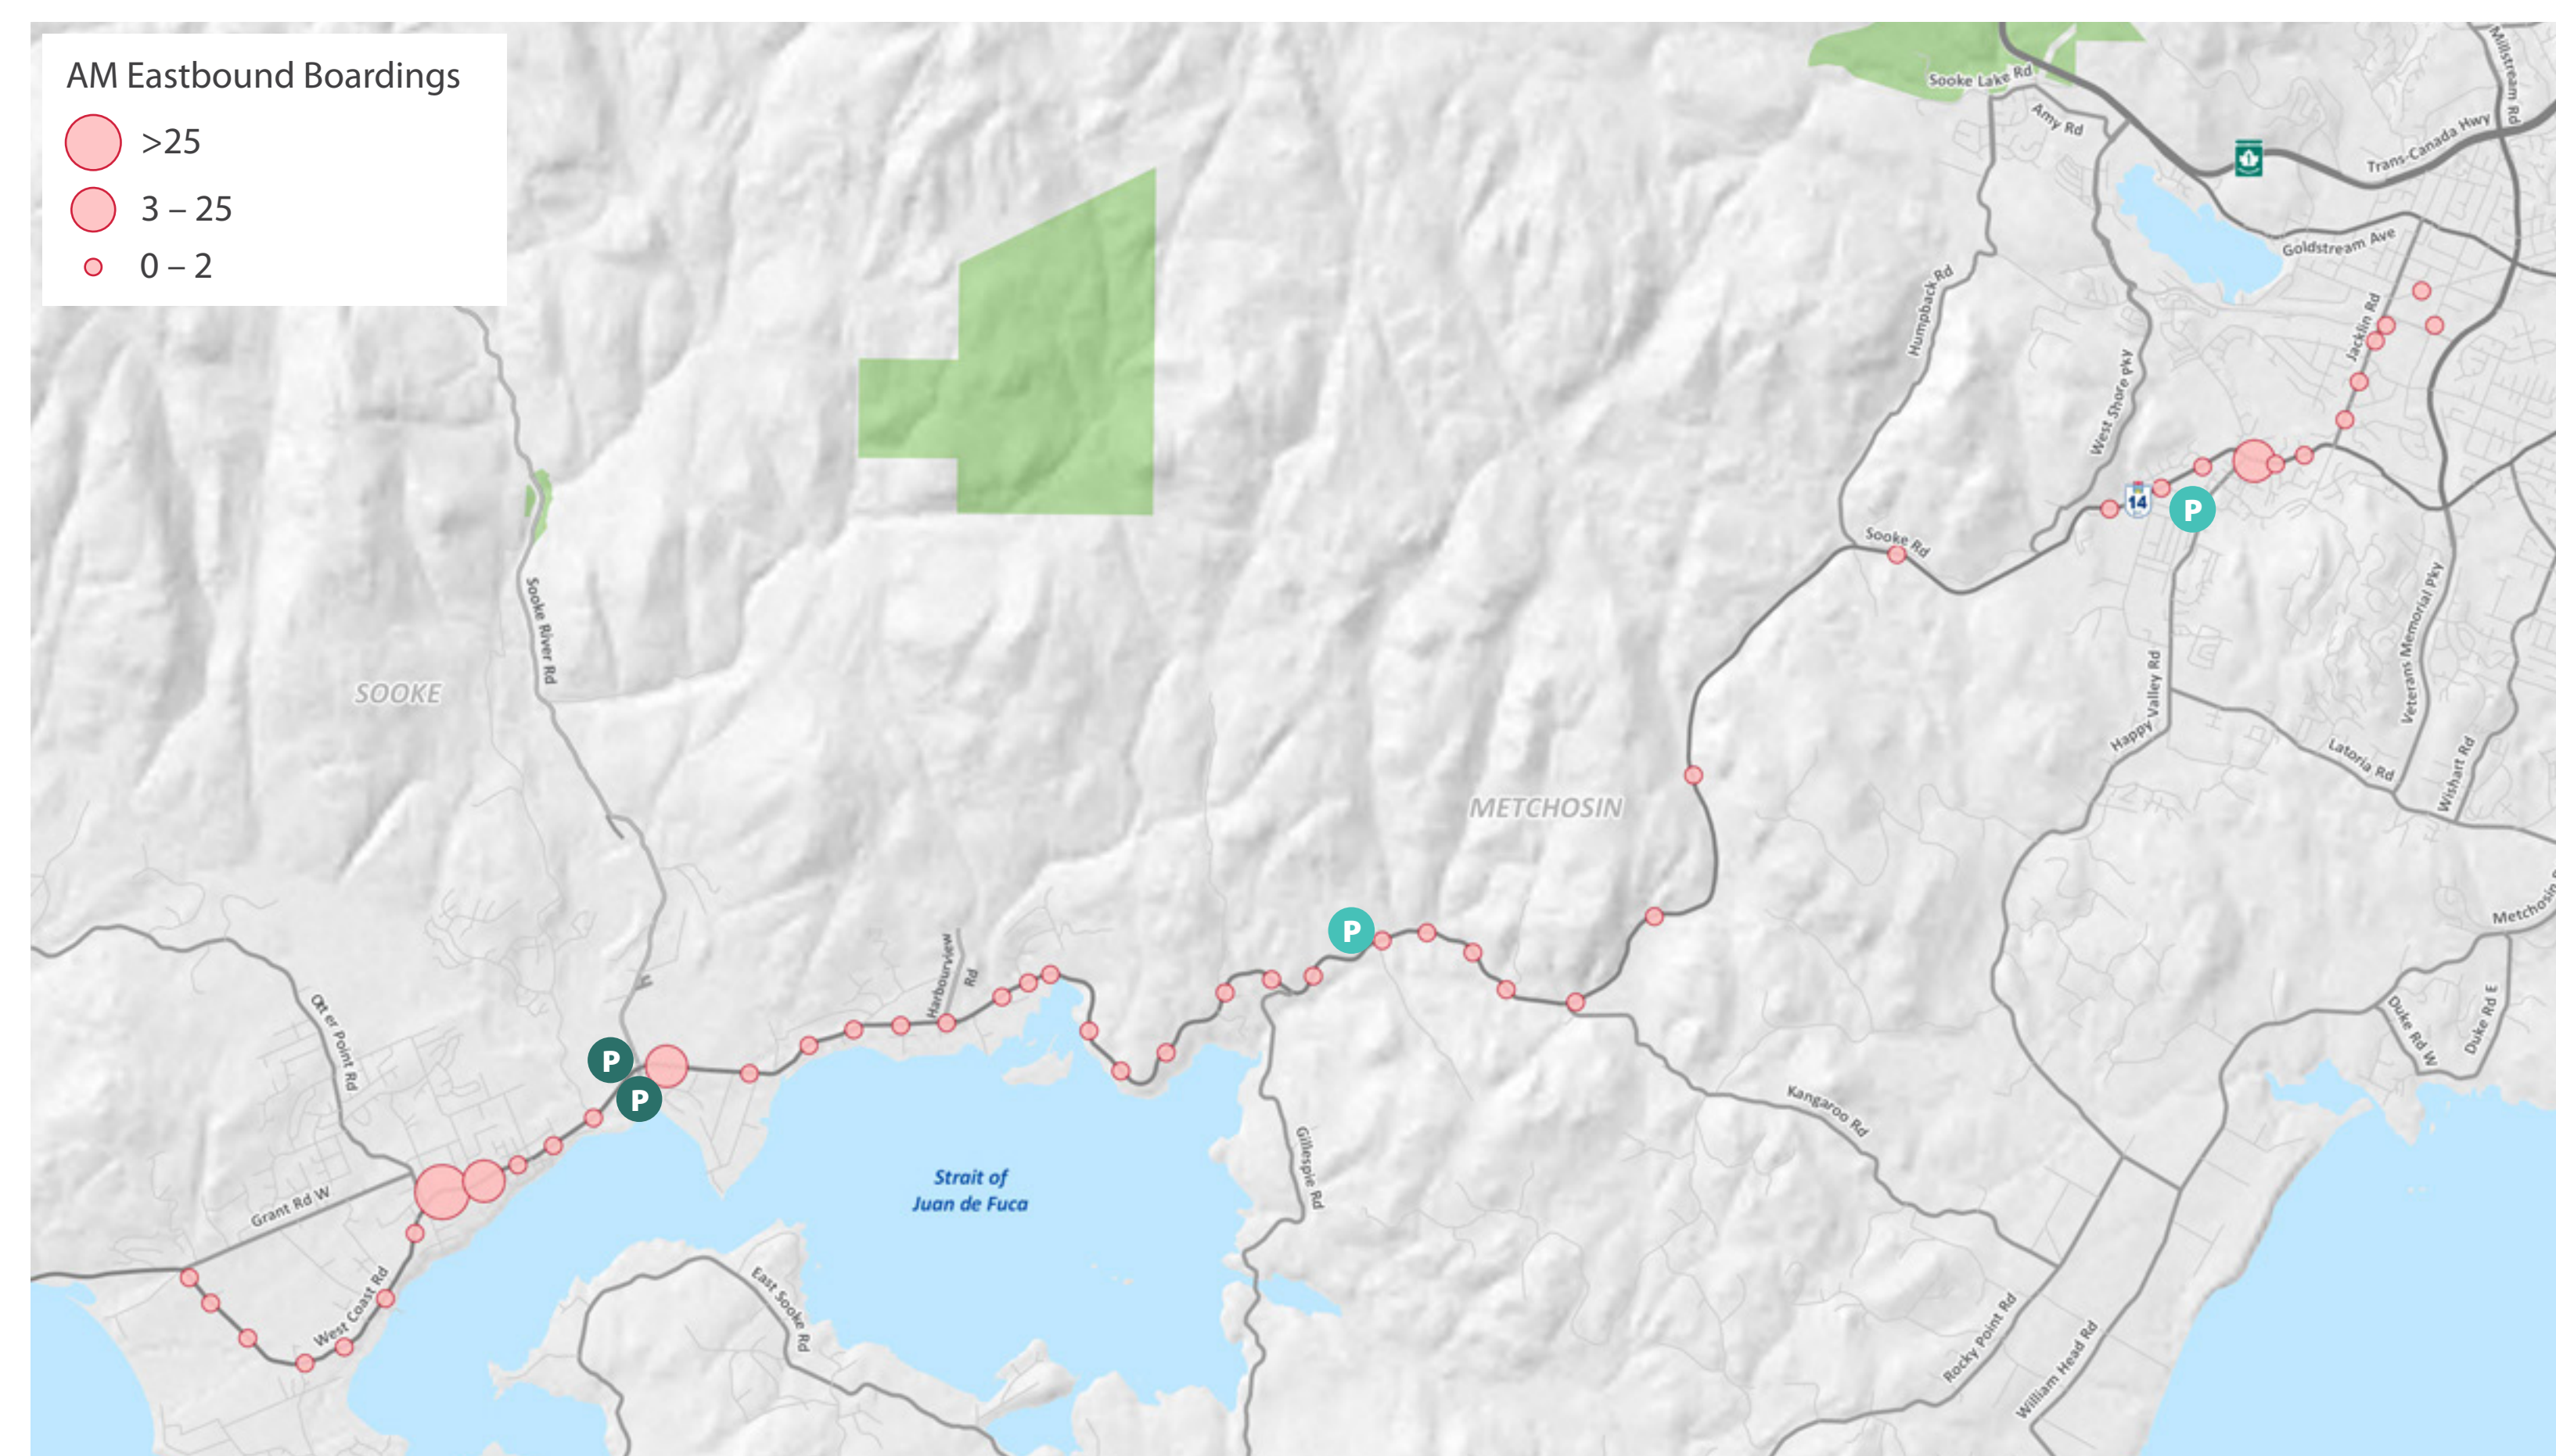 AM Eastbound Boardings
>25
3 – 25
0 – 2
Sooke Lake Rd
Amy Rd
Millstream Rd
Trans-Canada Hwy
1
Goldstream Ave
Humpback Rd
Jacklin Rd
West Shore Pky
14
P
Sooke Rd
Sooke River Rd
SOOKE
Veterans Memorial Pky
Happy Valley Rd
Latoria Rd
Wishart Rd
METCHOSIN
Metchosin
P
Harbourview
Rd
Otter Point Rd
Duke Rd W
Duke Rd E
P
P
Kangaroo Rd
Gillespie Rd
Strait of
Juan de Fuca
Grant Rd W
West Coast Rd
East Sooke Rd
Rocky Point Rd
William Head Rd